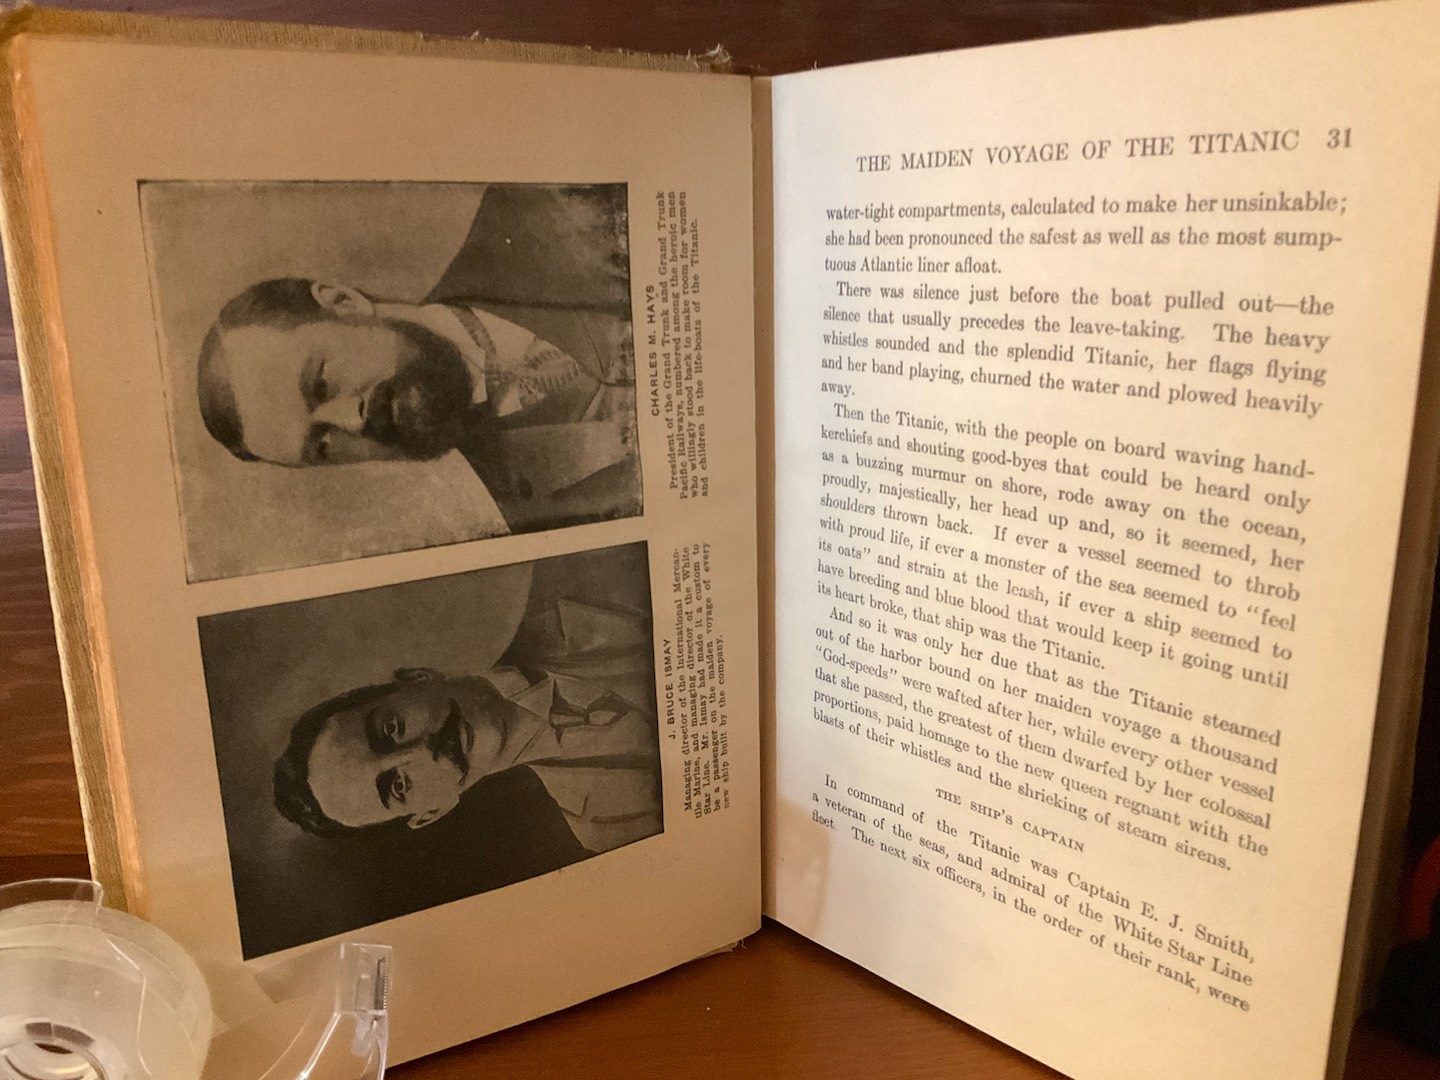 CHARLES M. HAYS
President of the Grand Trunk and Grand Trunk
Pacific Railways, numbered among the heroic men
who willingly stood back to make room for women
and children in the life-boats of the Titanic.
J. BRUCE ISMAY
Managing director of the International Mercan-
tile Marine, and managing director of the White
Star Line. Mr. Ismay had made it a custom to
be a passenger on the maiden voyage of every
new ship built by the company.
THE MAIDEN VOYAGE OF THE TITANIC 31
water-tight compartments, calculated to make her unsinkable;
she had been pronounced the safest as well as the most sump-
tuous Atlantic liner afloat.
There was silence just before the boat pulled out—the
silence that usually precedes the leave-taking. The heavy
whistles sounded and the splendid Titanic, her flags flying
and her band playing, churned the water and plowed heavily
away.
Then the Titanic, with the people on board waving hand-
kerchiefs and shouting good-byes that could be heard only
as a buzzing murmur on shore, rode away on the ocean,
proudly, majestically, her head up and, so it seemed, her
shoulders thrown back. If ever a vessel seemed to throb
with proud life, if ever a monster of the sea seemed to “feel
its oats” and strain at the leash, if ever a ship seemed to
have breeding and blue blood that would keep it going until
its heart broke, that ship was the Titanic.
And so it was only her due that as the Titanic steamed
out of the harbor bound on her maiden voyage a thousand
“God-speeds” were wafted after her, while every other vessel
that she passed, the greatest of them dwarfed by her colossal
proportions, paid homage to the new queen regnant with the
blasts of their whistles and the shrieking of steam sirens.
THE SHIP'S CAPTAIN
In command of the Titanic was Captain E. J. Smith,
a veteran of the seas, and admiral of the White Star Line
fleet. The next six officers, in the order of their rank, were